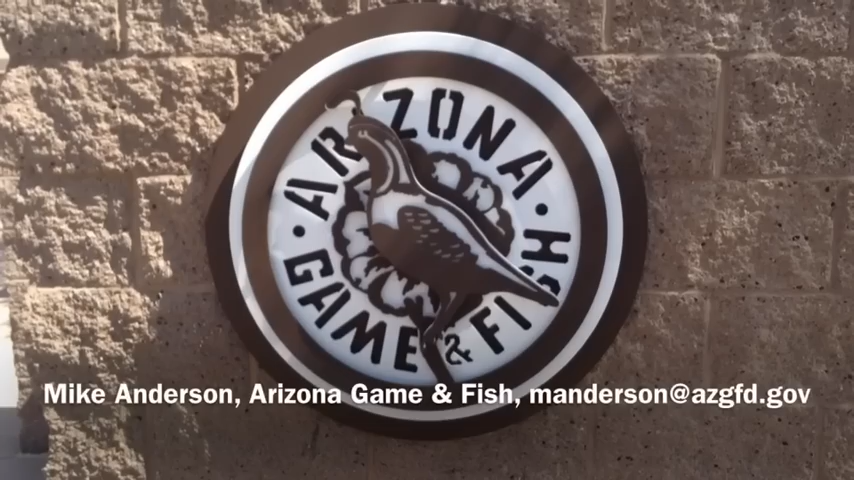 ARIZONA
GAME & FISH
Mike Anderson, Arizona Game & Fish, manderson@azgfd.gov